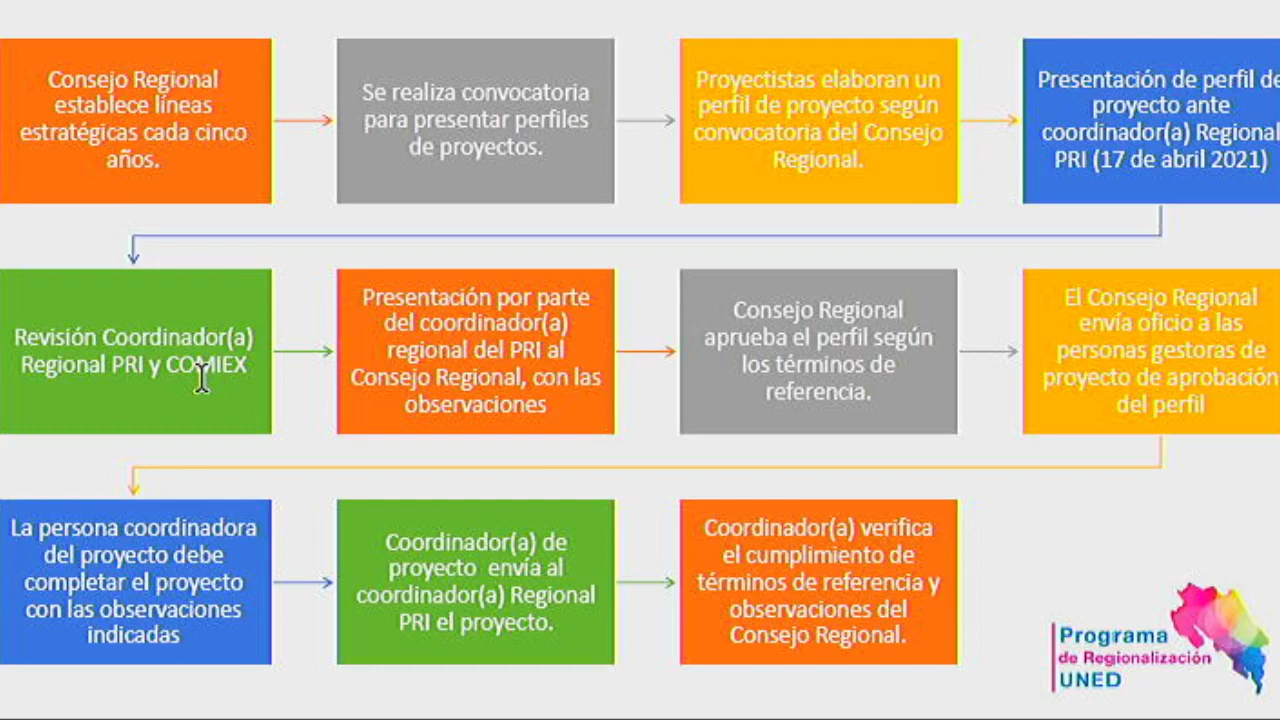 Consejo Regional
establece líneas
estratégicas cada cinco
años.
Se realiza convocatoria
para presentar perfiles
de proyectos.
Proyectistas elaboran un
perfil de proyecto según
convocatoria del Consejo
Regional.
Presentación de perfil de
proyecto ante
coordinador(a) Regional
PRI (17 de abril 2021)
Revisión Coordinador(a)
Regional PRI y COMIEX
Presentación por parte
del coordinador(a)
regional del PRI al
Consejo Regional, con las
observaciones
Consejo Regional
aprueba el perfil según
los términos de
referencia.
El Consejo Regional
envía oficio a las
personas gestoras de
proyecto de aprobación
del perfil
La persona coordinadora
del proyecto debe
completar el proyecto
con las observaciones
indicadas
Coordinador(a) de
proyecto envía al
coordinador(a) Regional
PRI el proyecto.
Coordinador(a) verifica
el cumplimiento de
términos de referencia y
observaciones del
Consejo Regional.
Programa
de Regionalización
UNED